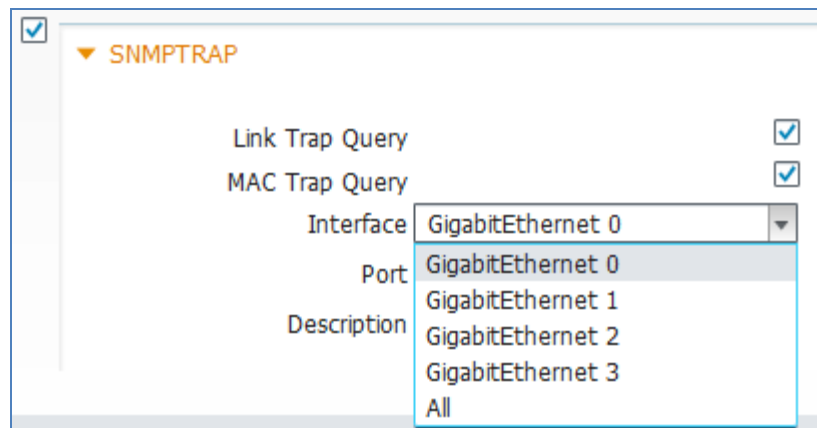 SNMPTRAP
Link Trap Query
MAC Trap Query
Interface GigabitEthernet 0
Port GigabitEthernet 0
GigabitEthernet 1
Description GigabitEthernet 2
GigabitEthernet 3
All